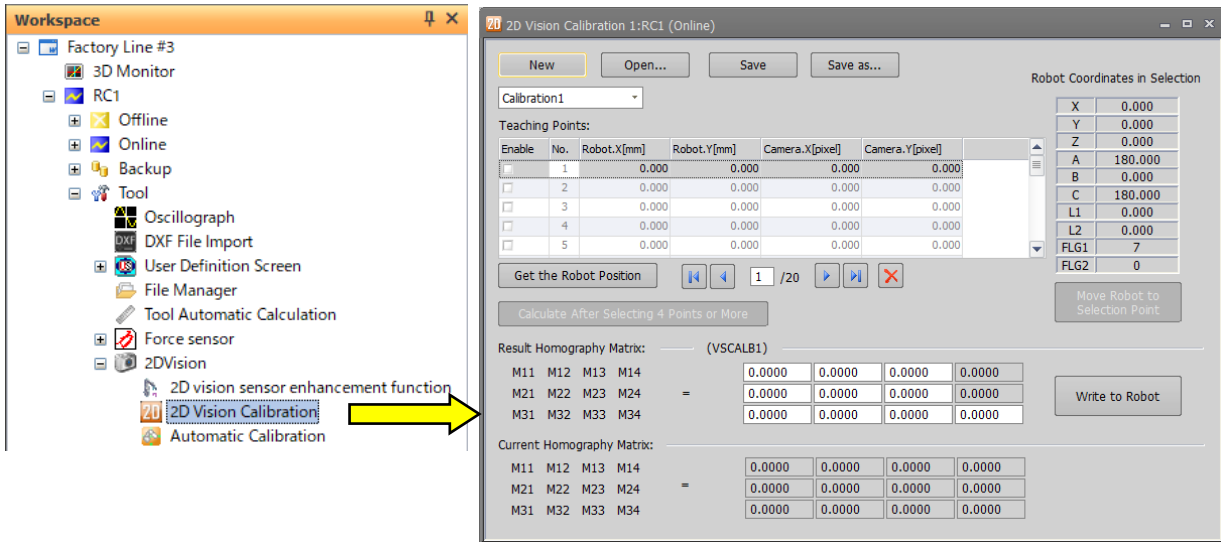 Workspace
Factory Line #3
3D Monitor
RC1
Offline
Online
Backup
Tool
Oscillograph
DXF DXF File Import
User Definition Screen
File Manager
Tool Automatic Calculation
Force sensor
2DVision
2D vision sensor enhancement function
2D 2D Vision Calibration
Automatic Calibration
2D 2D Vision Calibration 1:RC1 (Online)
New Open... Save Save as...
Calibration1
Teaching Points:
Enable No. Robot.X[mm] Robot.Y[mm] Camera.X[pixel] Camera.Y[pixel]
1 0.000 0.000 0.000 0.000
2 0.000 0.000 0.000 0.000
3 0.000 0.000 0.000 0.000
4 0.000 0.000 0.000 0.000
5 0.000 0.000 0.000 0.000
Get the Robot Position 1 /20
Calculate After Selecting 4 Points or More
Robot Coordinates in Selection
X 0.000
Y 0.000
Z 0.000
A 180.000
B 0.000
C 180.000
L1 0.000
L2 0.000
FLG1 7
FLG2 0
Move Robot to
Selection Point
Result Homography Matrix: (VSCALB1)
M11 M12 M13 M14 0.0000 0.0000 0.0000 0.0000
M21 M22 M23 M24 = 0.0000 0.0000 0.0000 0.0000
M31 M32 M33 M34 0.0000 0.0000 0.0000 0.0000
Write to Robot
Current Homography Matrix:
M11 M12 M13 M14 0.0000 0.0000 0.0000 0.0000
M21 M22 M23 M24 = 0.0000 0.0000 0.0000 0.0000
M31 M32 M33 M34 0.0000 0.0000 0.0000 0.0000